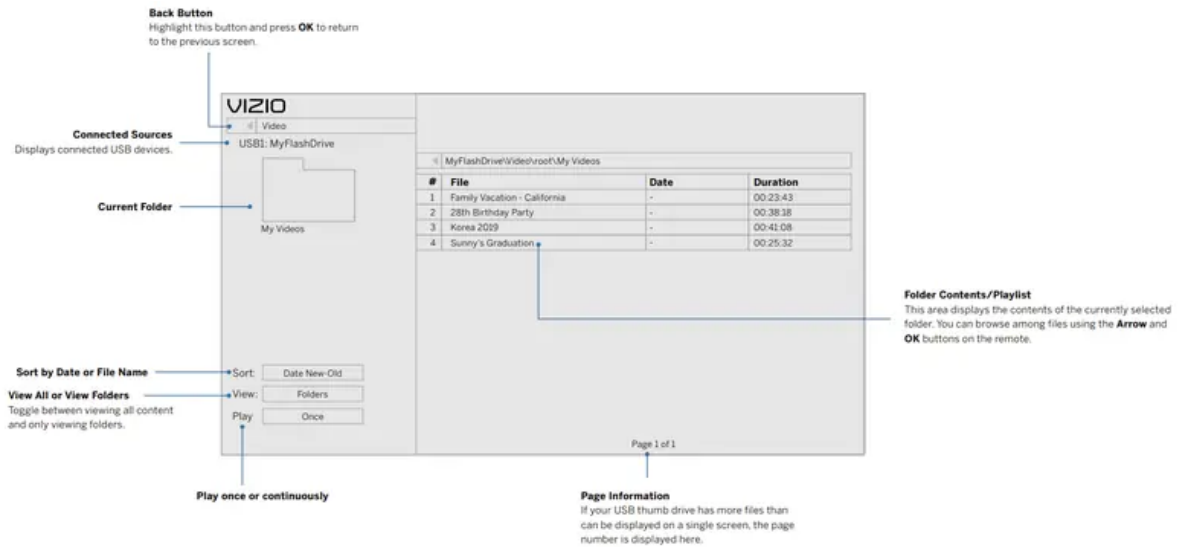 Back Button
Highlight this button and press OK to return
to the previous screen.
VIZIO
Video
Connected Sources
Displays connected USB devices.
USB1: MyFlashDrive
MyFlashDrive\Video\root\My Videos
# File Date Duration
1 Family Vacation - California - 00:23:43
2 28th Birthday Party - 00:38:18
3 Korea 2019 - 00:41:08
4 Sunny's Graduation - 00:25:32
Current Folder
My Videos
Folder Contents/Playlist
This area displays the contents of the currently selected
folder. You can browse among files using the Arrow and
OK buttons on the remote.
Sort by Date or File Name
Sort: Date New-Old
View All or View Folders
Toggle between viewing all content
and only viewing folders.
View: Folders
Play Once
Page 1 of 1
Play once or continuously
Page Information
If your USB thumb drive has more files than
can be displayed on a single screen, the page
number is displayed here.